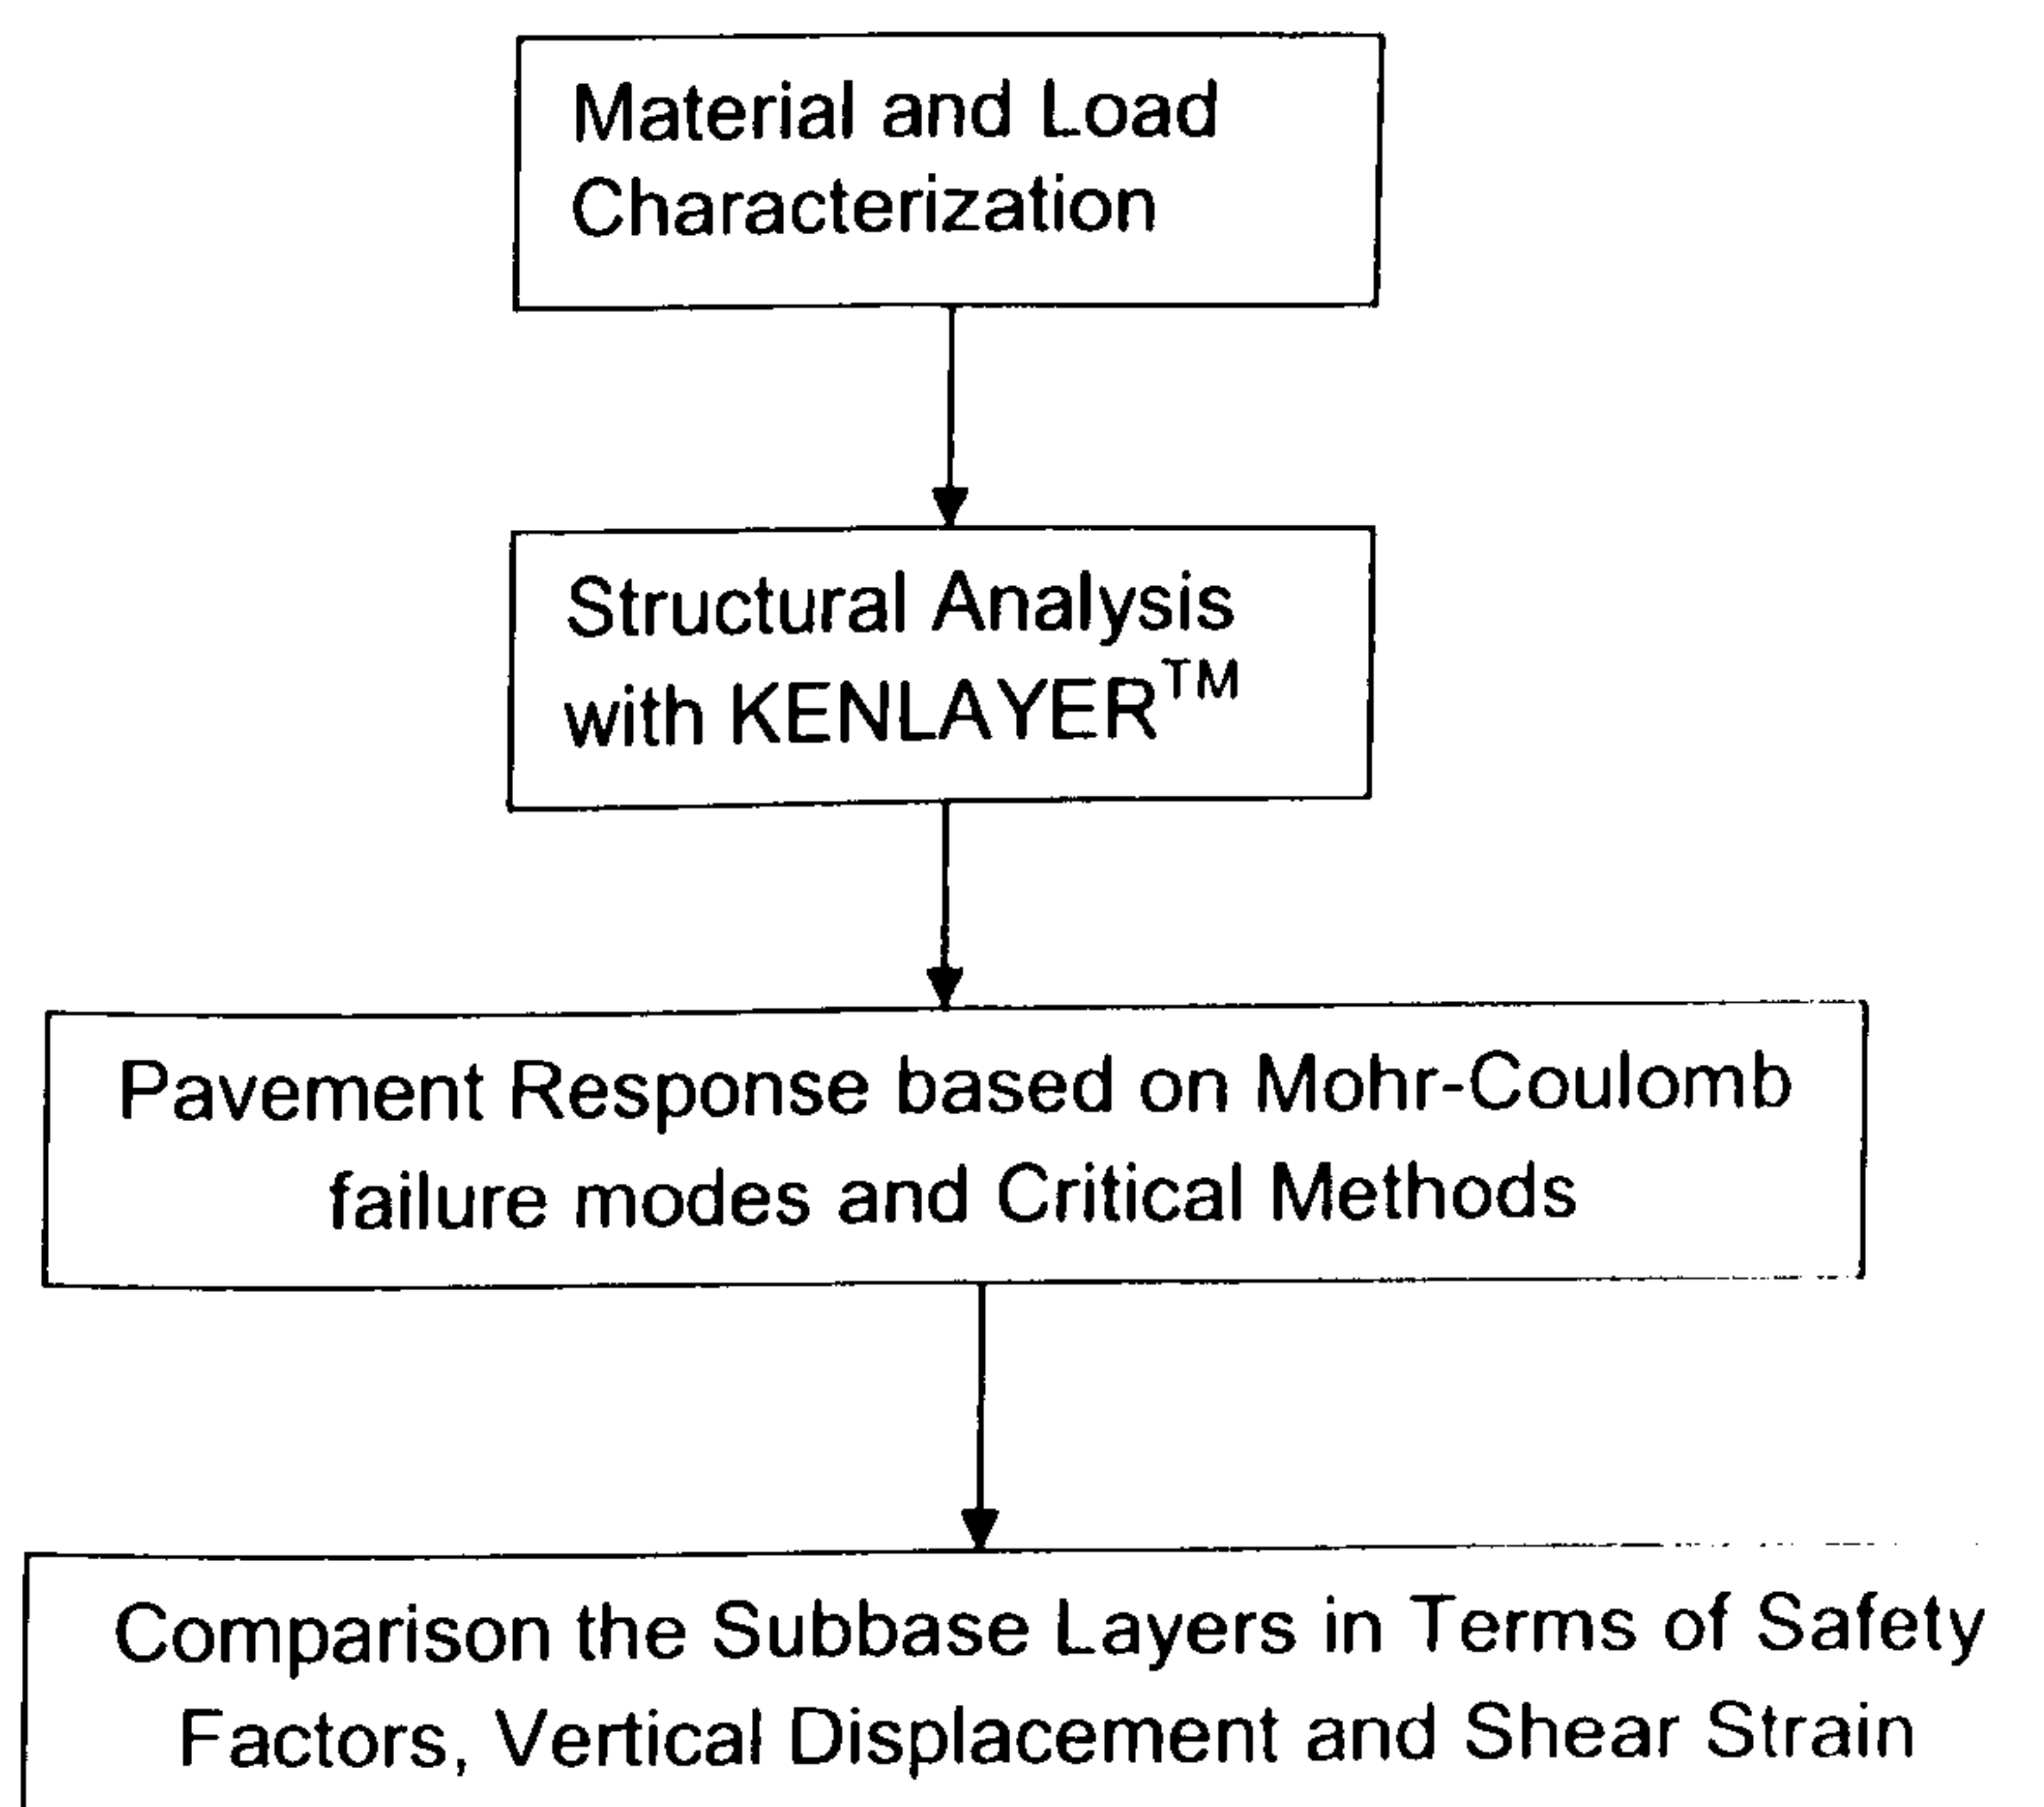 Material and Load
Characterization
Structural Analysis
with KENLAYER™
Pavement Response based on Mohr-Coulomb
failure modes and Critical Methods
Comparison the Subbase Layers in Terms of Safety
Factors, Vertical Displacement and Shear Strain